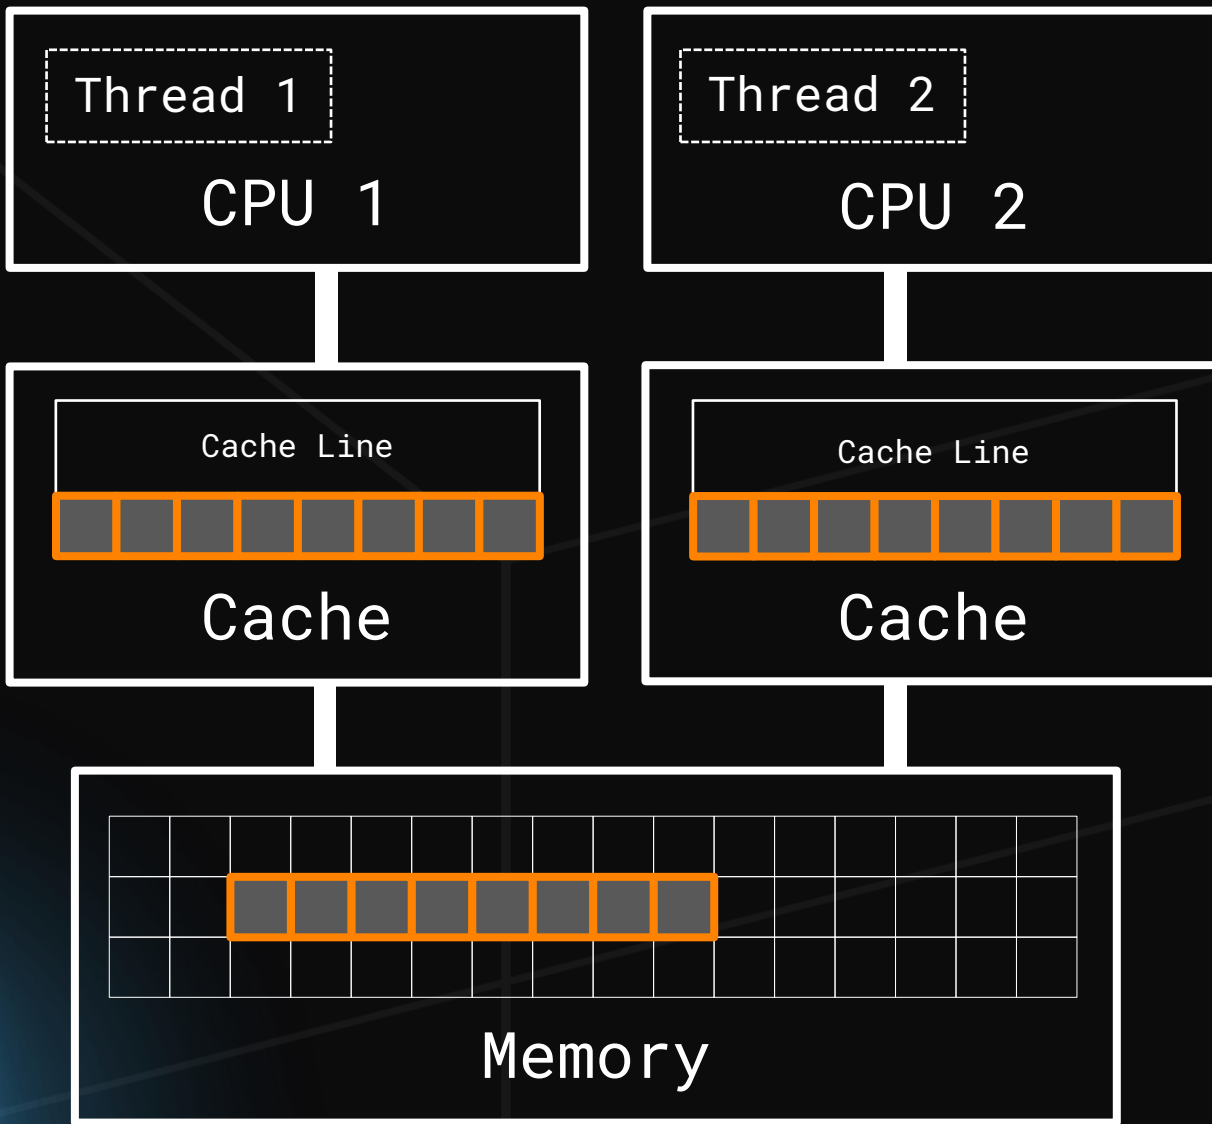 Thread 1
CPU 1
Thread 2
CPU 2
Cache Line
Cache
Cache Line
Cache
Memory